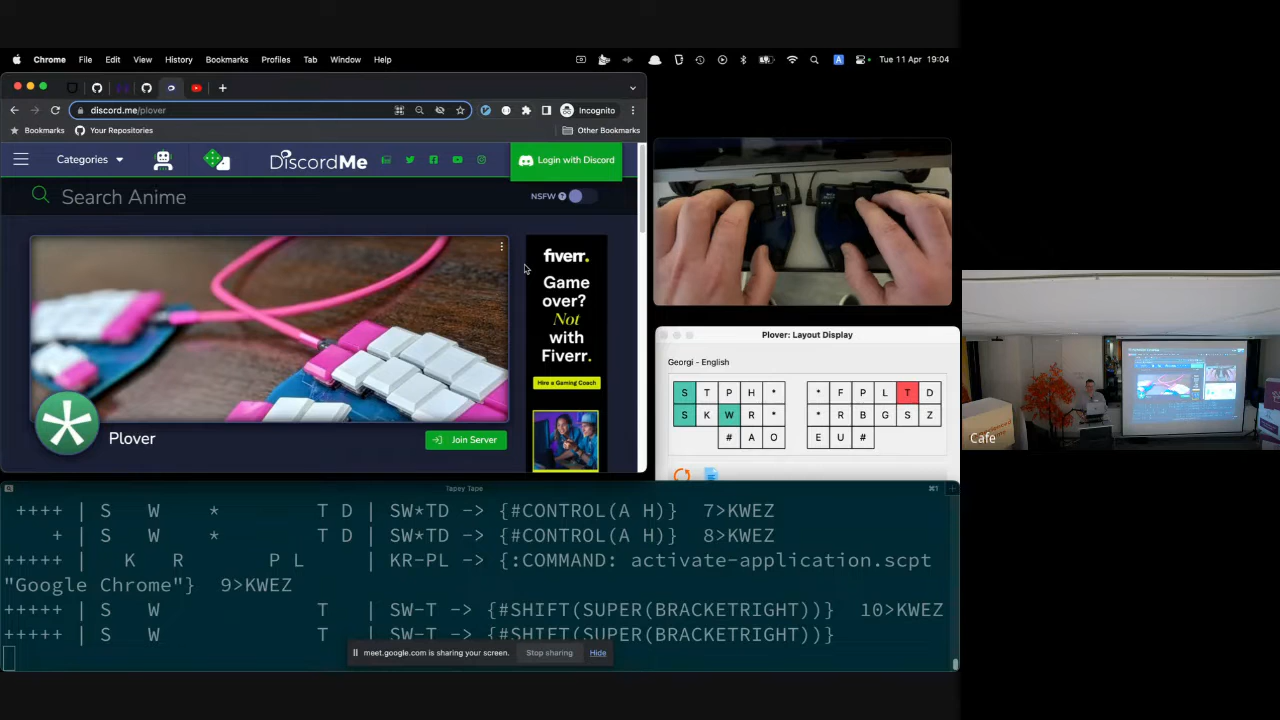 Chrome File Edit View History Bookmarks Profiles Tab Window Help
A Tue 11 Apr 19:04
discord.me/plover
Incognito
Bookmarks Your Repositories Other Bookmarks
Categories DiscordMe Login with Discord
Search Anime NSFW
fiverr.
Game
over?
Not
with
Fiverr.
Hire a Gaming Coach
Plover Join Server
Plover: Layout Display
Georgi - English
S T P H * * F P L T D
S K W R * * R B G S Z
# A O E U #
Cafe
Tapey Tape ⌘1
++++ | S W * T D | SW*TD -> {#CONTROL(A H)} 7>KWEZ
+ | S W * T D | SW*TD -> {#CONTROL(A H)} 8>KWEZ
+++++ | K R P L | KR-PL -> {:COMMAND: activate-application.scpt
"Google Chrome"} 9>KWEZ
+++++ | S W T | SW-T -> {#SHIFT(SUPER(BRACKETRIGHT))} 10>KWEZ
+++++ | S W T | SW-T -> {#SHIFT(SUPER(BRACKETRIGHT))}
meet.google.com is sharing your screen. Stop sharing Hide